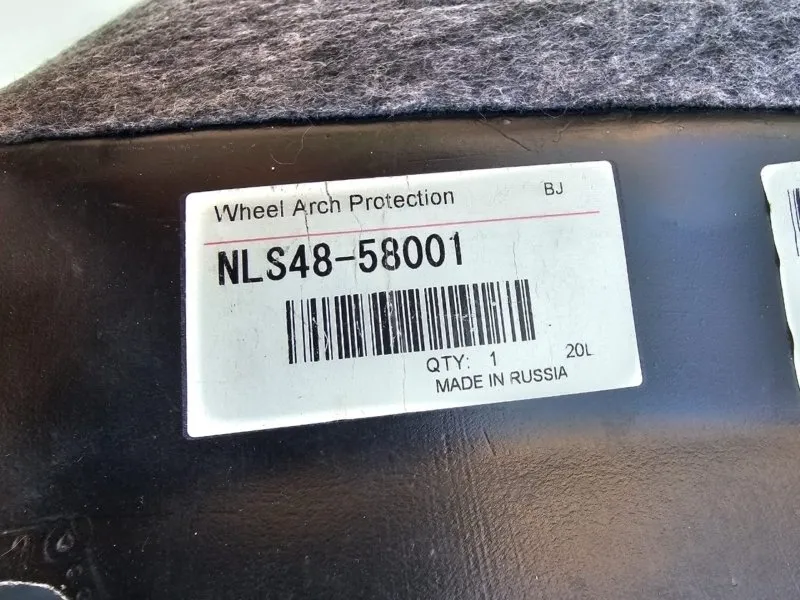 Wheel Arch Protection BJ
NLS48-58001
QTY: 1 20L
MADE IN RUSSIA